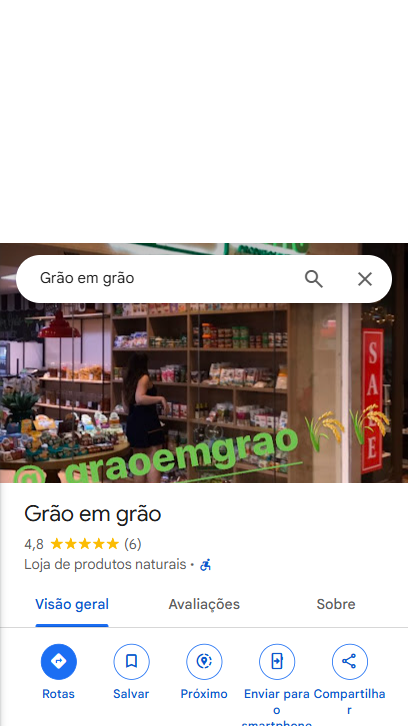 Grão em grão
SALE
@graoemgrao
Grão em grão
4,8 (6)
Loja de produtos naturais ·
Visão geral
Avaliações
Sobre
Rotas
Salvar
Próximo
Enviar para o smartphone
Compartilhar